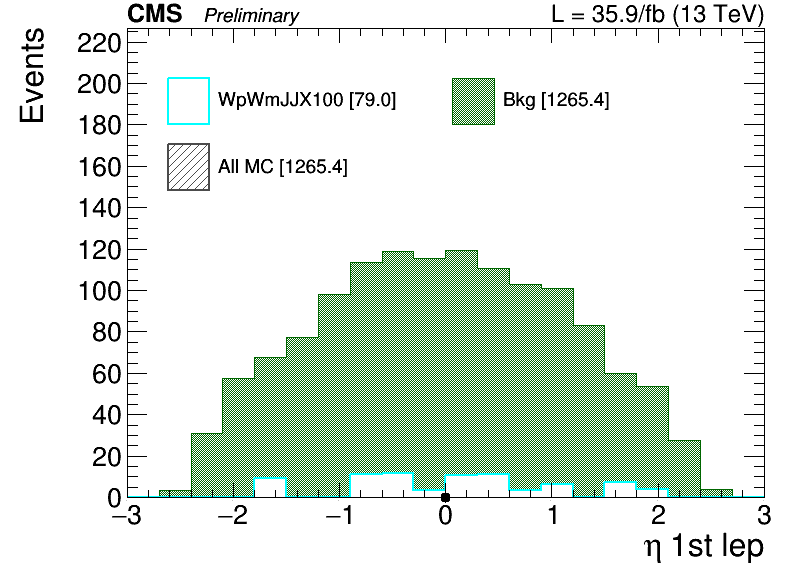 CMS Preliminary L = 35.9/fb (13 TeV)
Events
220
200
180
160
140
120
100
80
60
40
20
0
WpWmJJX100 [79.0]
Bkg [1265.4]
All MC [1265.4]
−3 −2 −1 0 1 2 3
η 1st lep